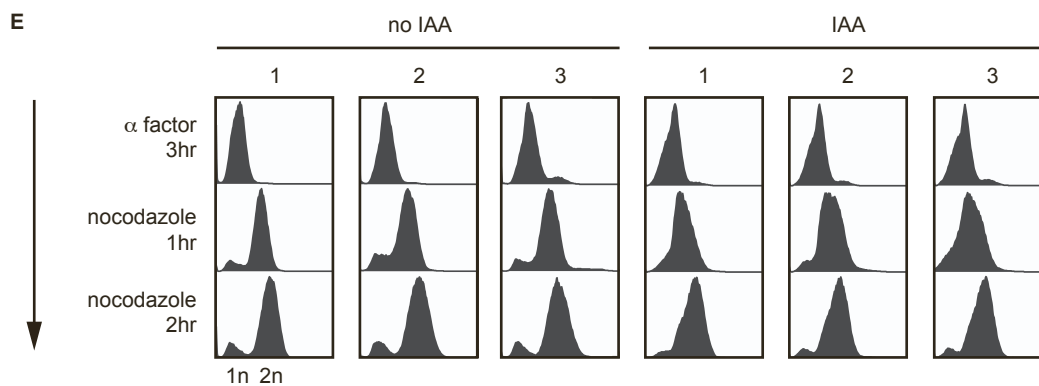 E
no IAA IAA
1 2 3 1 2 3
α factor
3hr
nocodazole
1hr
nocodazole
2hr
1n 2n